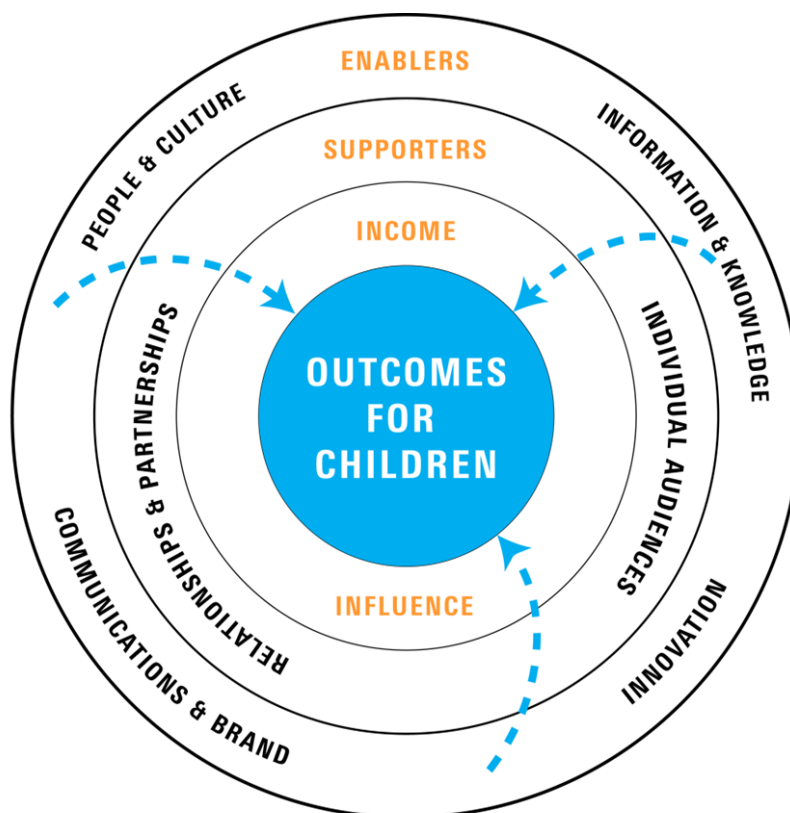 ENABLERS
PEOPLE & CULTURE
INFORMATION & KNOWLEDGE
SUPPORTERS
INCOME
RELATIONSHIPS & PARTNERSHIPS
INDIVIDUAL AUDIENCES
OUTCOMES
FOR
CHILDREN
INFLUENCE
COMMUNICATIONS & BRAND
INNOVATION